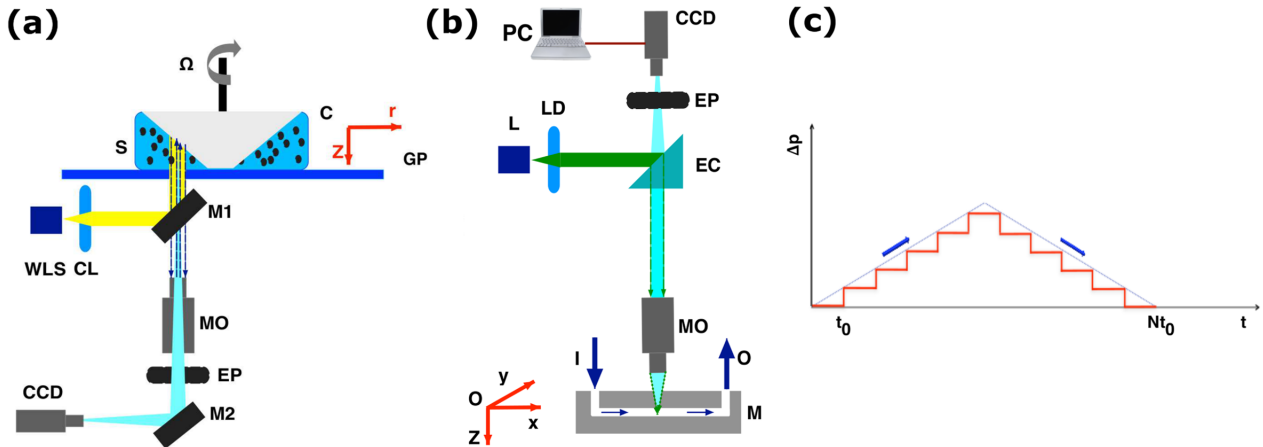 (a)
Ω
C
r
S
Z
GP
M1
WLS
CL
MO
EP
CCD
M2
(b)
PC
CCD
EP
LD
L
EC
MO
I
O
y
O
x
Z
M
(c)
Δp
t₀
Nt₀
t